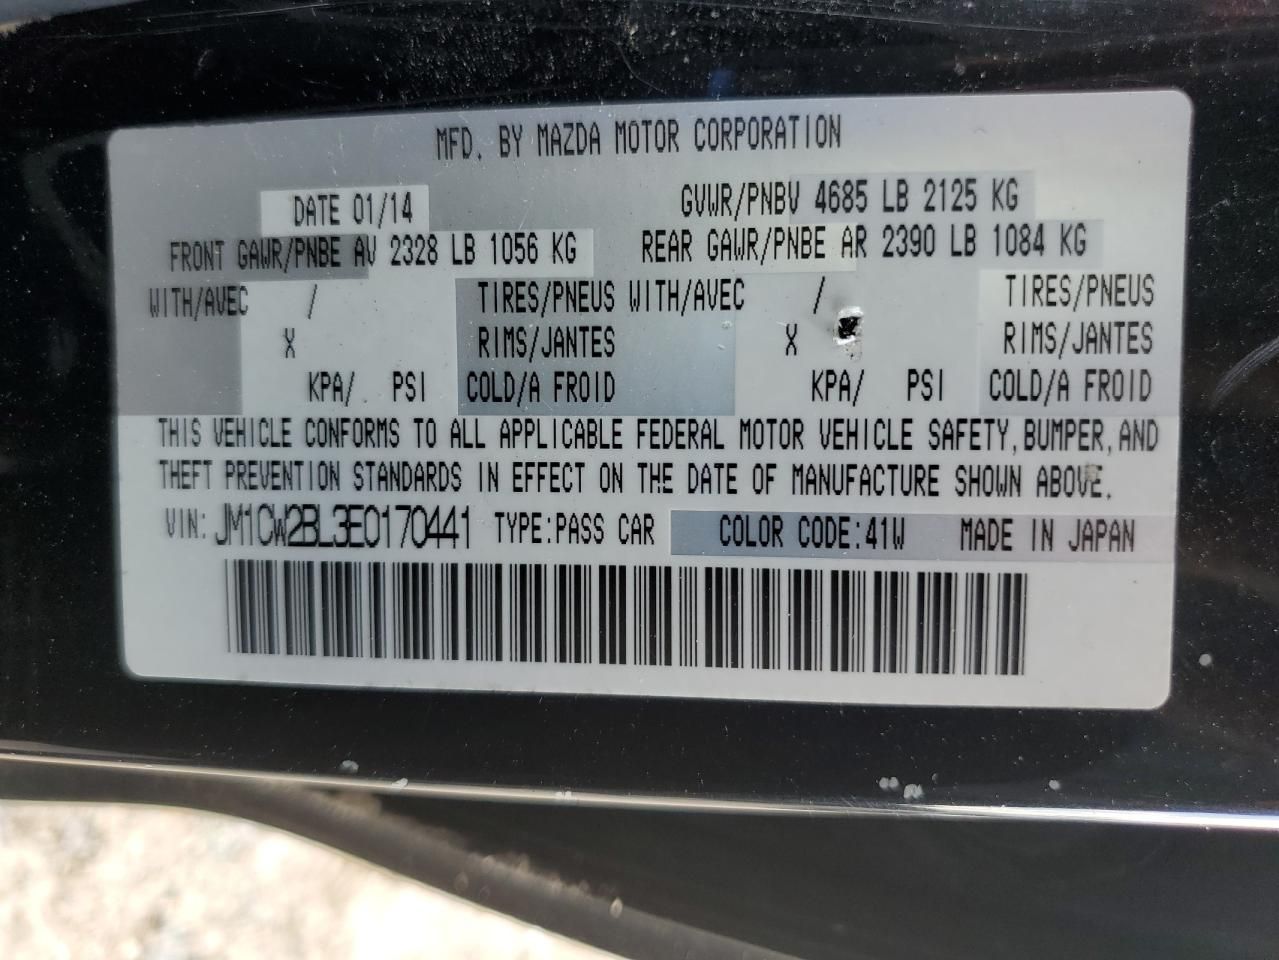 MFD. BY MAZDA MOTOR CORPORATION
DATE 01/14 GVWR/PNBV 4685 LB 2125 KG
FRONT GAWR/PNBE AV 2328 LB 1056 KG REAR GAWR/PNBE AR 2390 LB 1084 KG
WITH/AVEC / TIRES/PNEUS WITH/AVEC / TIRES/PNEUS
X RIMS/JANTES X RIMS/JANTES
KPA/ PSI COLD/A FROID KPA/ PSI COLD/A FROID
THIS VEHICLE CONFORMS TO ALL APPLICABLE FEDERAL MOTOR VEHICLE SAFETY, BUMPER, AND
THEFT PREVENTION STANDARDS IN EFFECT ON THE DATE OF MANUFACTURE SHOWN ABOVE.
VIN: JM1CW2BL3E0170441 TYPE: PASS CAR COLOR CODE: 41W MADE IN JAPAN